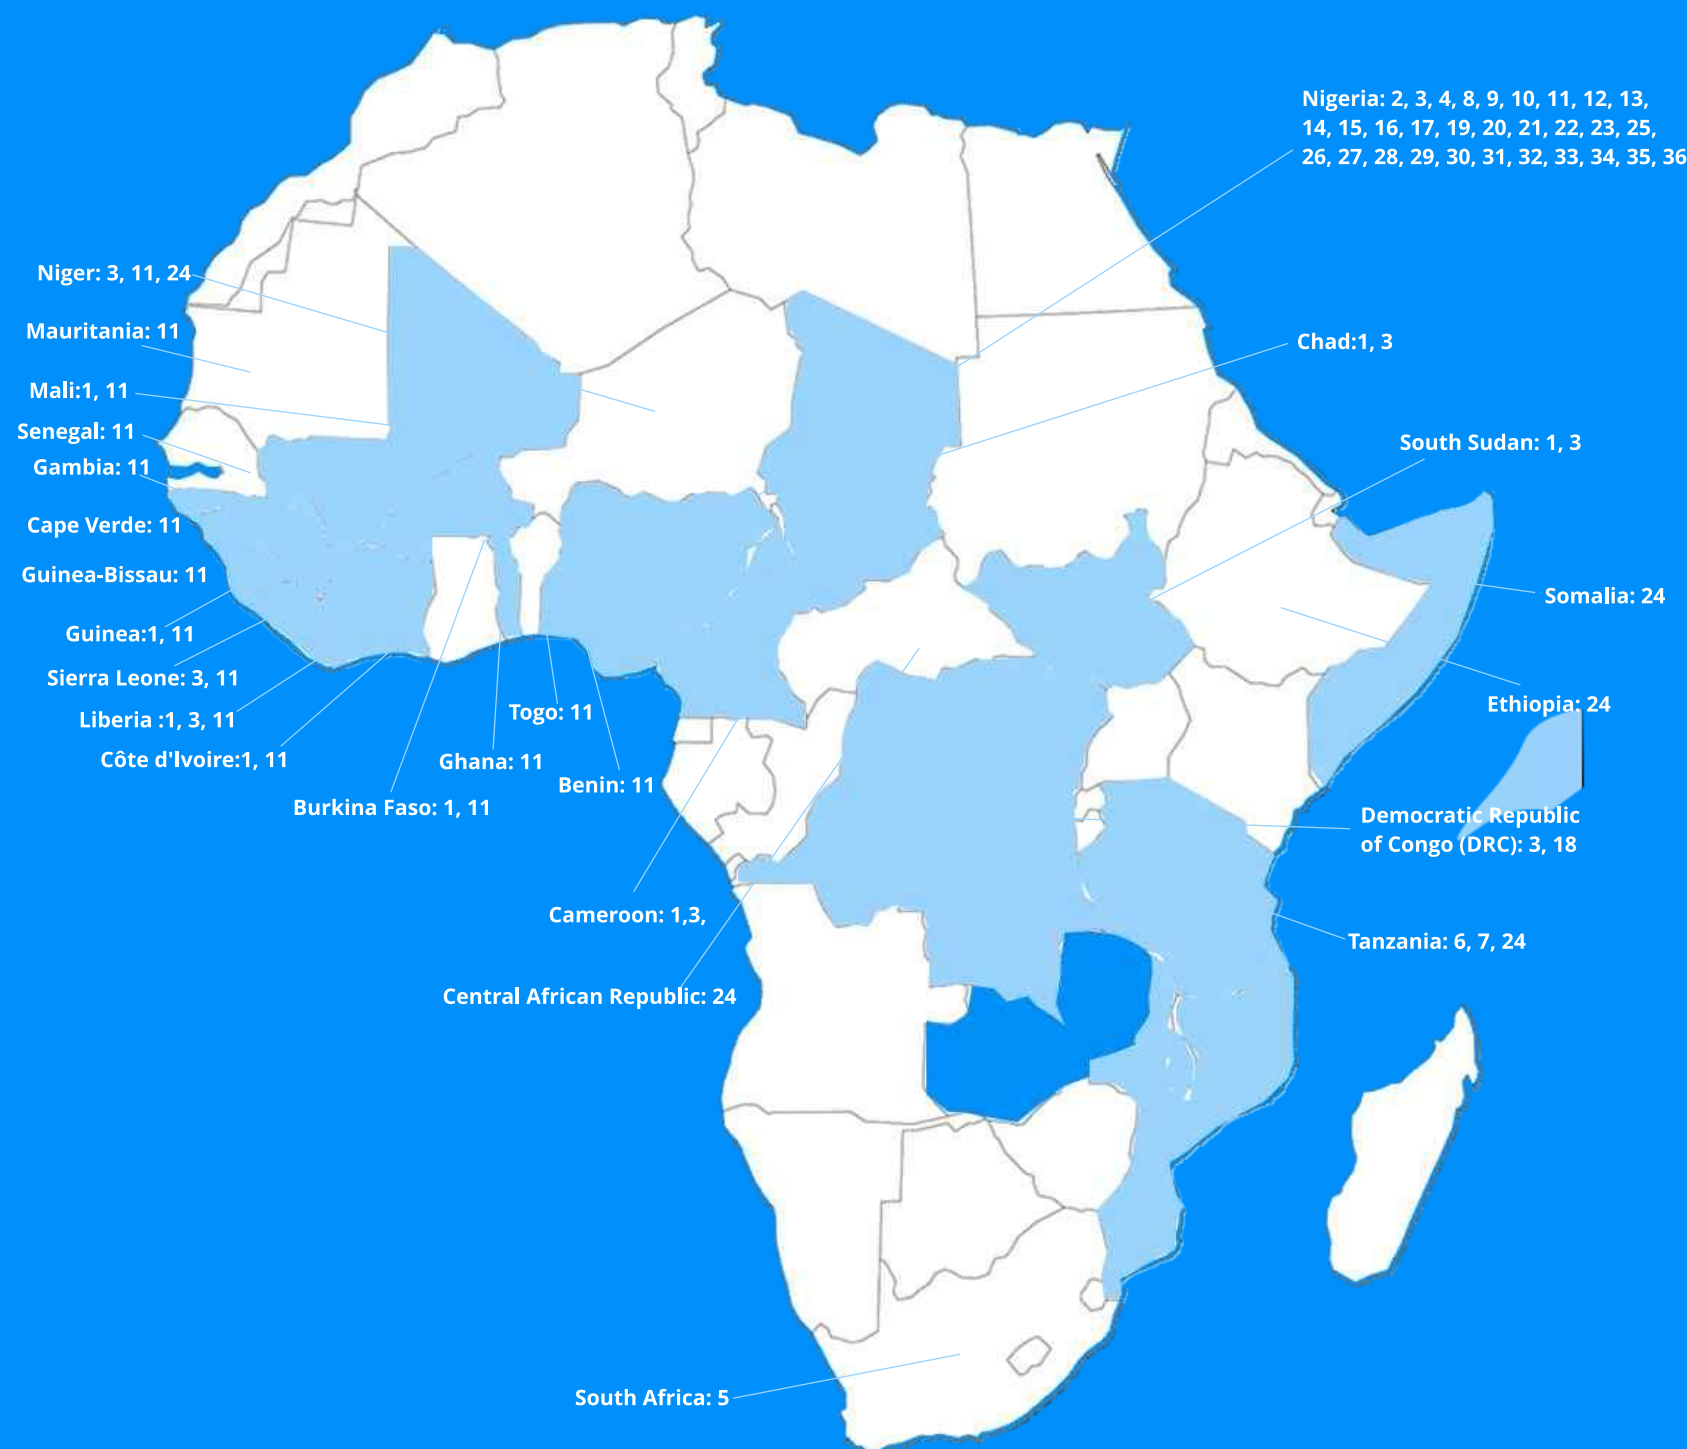 Nigeria: 2, 3, 4, 8, 9, 10, 11, 12, 13,
14, 15, 16, 17, 19, 20, 21, 22, 23, 25,
26, 27, 28, 29, 30, 31, 32, 33, 34, 35, 36
Niger: 3, 11, 24
Mauritania: 11
Chad:1, 3
Mali:1, 11
Senegal: 11
South Sudan: 1, 3
Gambia: 11
Cape Verde: 11
Guinea-Bissau: 11
Somalia: 24
Guinea:1, 11
Sierra Leone: 3, 11
Ethiopia: 24
Liberia :1, 3, 11
Togo: 11
Côte d'Ivoire:1, 11
Ghana: 11
Benin: 11
Burkina Faso: 1, 11
Democratic Republic
of Congo (DRC): 3, 18
Cameroon: 1,3,
Tanzania: 6, 7, 24
Central African Republic: 24
South Africa: 5